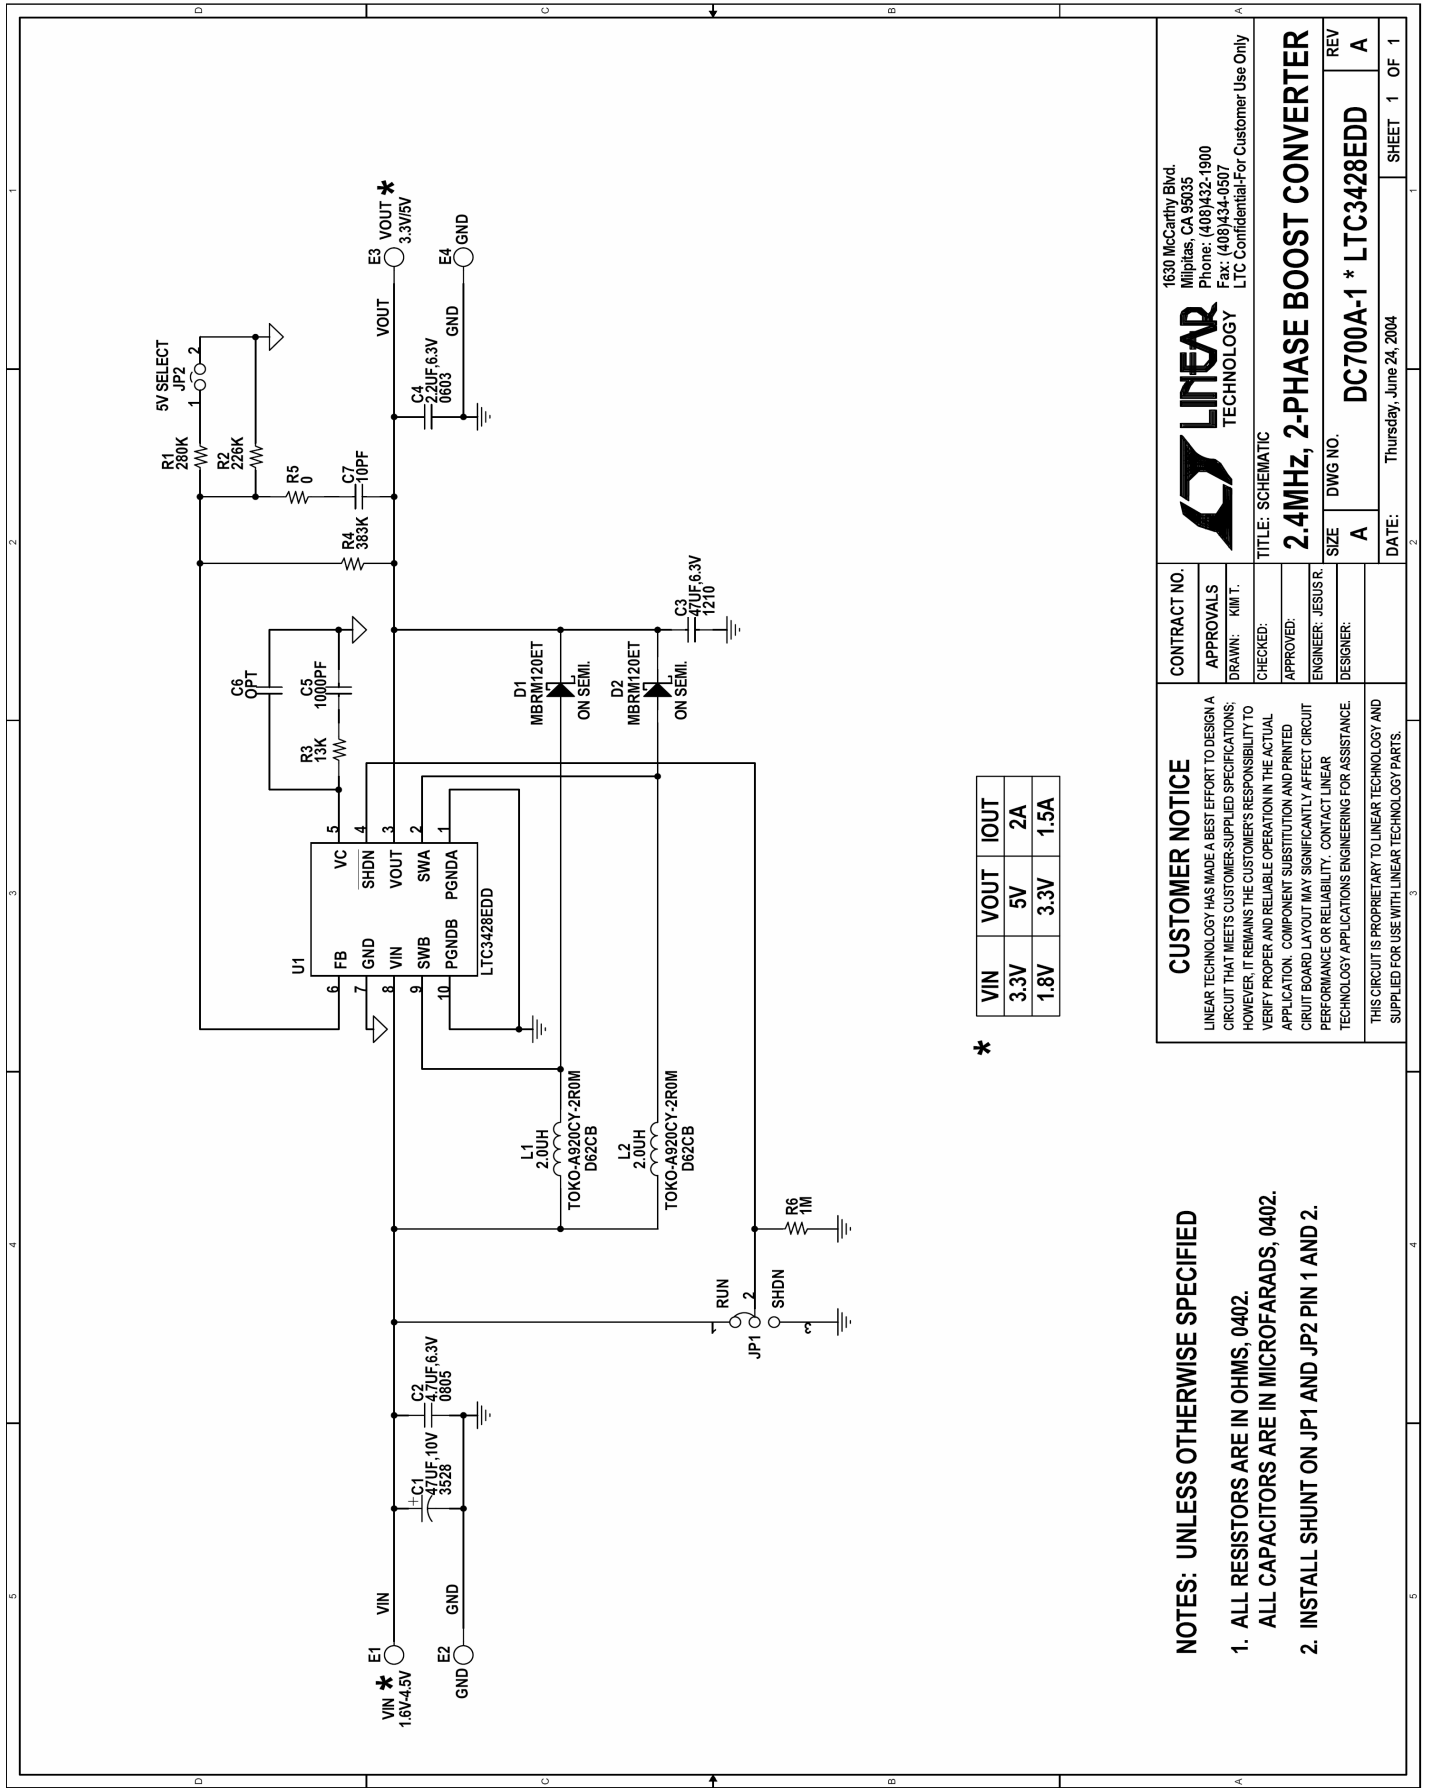 D
C
B
A
1
2
3
4
5
5V SELECT
JP2
1
2
R1
280K
R2
226K
R5
0
C7
10PF
R4
383K
E3
VOUT *
3.3V/5V
VOUT
E4
GND
GND
C4
2.2UF,6.3V
0603
C6
OPT
C5
1000PF
R3
13K
U1
6
FB
7
GND
8
VIN
9
SWB
10
PGNDB
VC
5
SHDN
4
VOUT
3
SWA
2
PGNDA
1
LTC3428EDD
D1
MBRM120ET
ON SEMI.
D2
MBRM120ET
ON SEMI.
C3
47UF,6.3V
1210
L1
2.0UH
TOKO-A920CY-2R0M
D62CB
L2
2.0UH
TOKO-A920CY-2R0M
D62CB
E1
VIN *
1.6V-4.5V
VIN
E2
GND
GND
+
C1
47UF,10V
3528
C2
4.7UF,6.3V
0805
RUN
1
2
JP1
SHDN
3
R6
1M
*
VIN VOUT IOUT
3.3V 5V 2A
1.8V 3.3V 1.5A
NOTES: UNLESS OTHERWISE SPECIFIED
1. ALL RESISTORS ARE IN OHMS, 0402.
ALL CAPACITORS ARE IN MICROFARADS, 0402.
2. INSTALL SHUNT ON JP1 AND JP2 PIN 1 AND 2.
CUSTOMER NOTICE
LINEAR TECHNOLOGY HAS MADE A BEST EFFORT TO DESIGN A
CIRCUIT THAT MEETS CUSTOMER-SUPPLIED SPECIFICATIONS;
HOWEVER, IT REMAINS THE CUSTOMER'S RESPONSIBILITY TO
VERIFY PROPER AND RELIABLE OPERATION IN THE ACTUAL
APPLICATION. COMPONENT SUBSTITUTION AND PRINTED
CIRUIT BOARD LAYOUT MAY SIGNIFICANTLY AFFECT CIRCUIT
PERFORMANCE OR RELIABILITY. CONTACT LINEAR
TECHNOLOGY APPLICATIONS ENGINEERING FOR ASSISTANCE.
THIS CIRCUIT IS PROPRIETARY TO LINEAR TECHNOLOGY AND
SUPPLIED FOR USE WITH LINEAR TECHNOLOGY PARTS.
CONTRACT NO.
APPROVALS
DRAWN: KIM T.
CHECKED:
APPROVED:
ENGINEER: JESUS R.
DESIGNER:
LT LINEAR
TECHNOLOGY
1630 McCarthy Blvd.
Milpitas, CA 95035
Phone: (408)432-1900
Fax: (408)434-0507
LTC Confidential-For Customer Use Only
TITLE: SCHEMATIC
2.4MHz, 2-PHASE BOOST CONVERTER
SIZE
A
DWG NO.
DC700A-1 * LTC3428EDD
REV
A
DATE:
Thursday, June 24, 2004
SHEET 1 OF 1
5
4
3
2
1
D
C
B
A